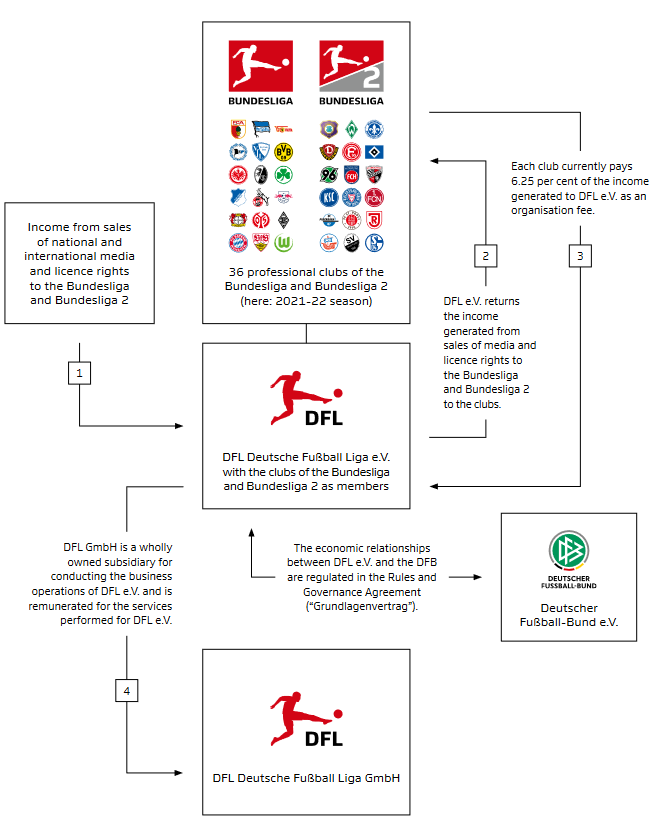 BUNDESLIGA
BUNDESLIGA
2
36 professional clubs of the
Bundesliga and Bundesliga 2
(here: 2021-22 season)
Income from sales
of national and
international media
and licence rights
to the Bundesliga
and Bundesliga 2
1
Each club currently pays
6.25 per cent of the income
generated to DFL e.V. as an
organisation fee.
2
3
DFL e.V. returns
the income
generated from
sales of media and
licence rights to
the Bundesliga
and Bundesliga 2
to the clubs.
DFL
DFL Deutsche Fußball Liga e.V.
with the clubs of the Bundesliga
and Bundesliga 2 as members
DFL GmbH is a wholly
owned subsidiary for
conducting the business
operations of DFL e.V. and is
remunerated for the services
performed for DFL e.V.
The economic relationships
between DFL e.V. and the DFB
are regulated in the Rules and
Governance Agreement
(“Grundlagenvertrag”).
DFB
DEUTSCHER
FUSSBALL-BUND
Deutscher
Fußball-Bund e.V.
4
DFL
DFL Deutsche Fußball Liga GmbH